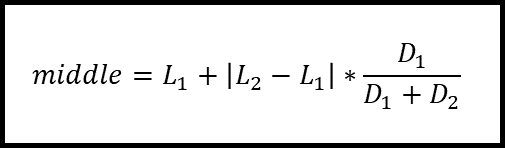 middle = L₁ + |L₂ − L₁| * D₁ / (D₁ + D₂)